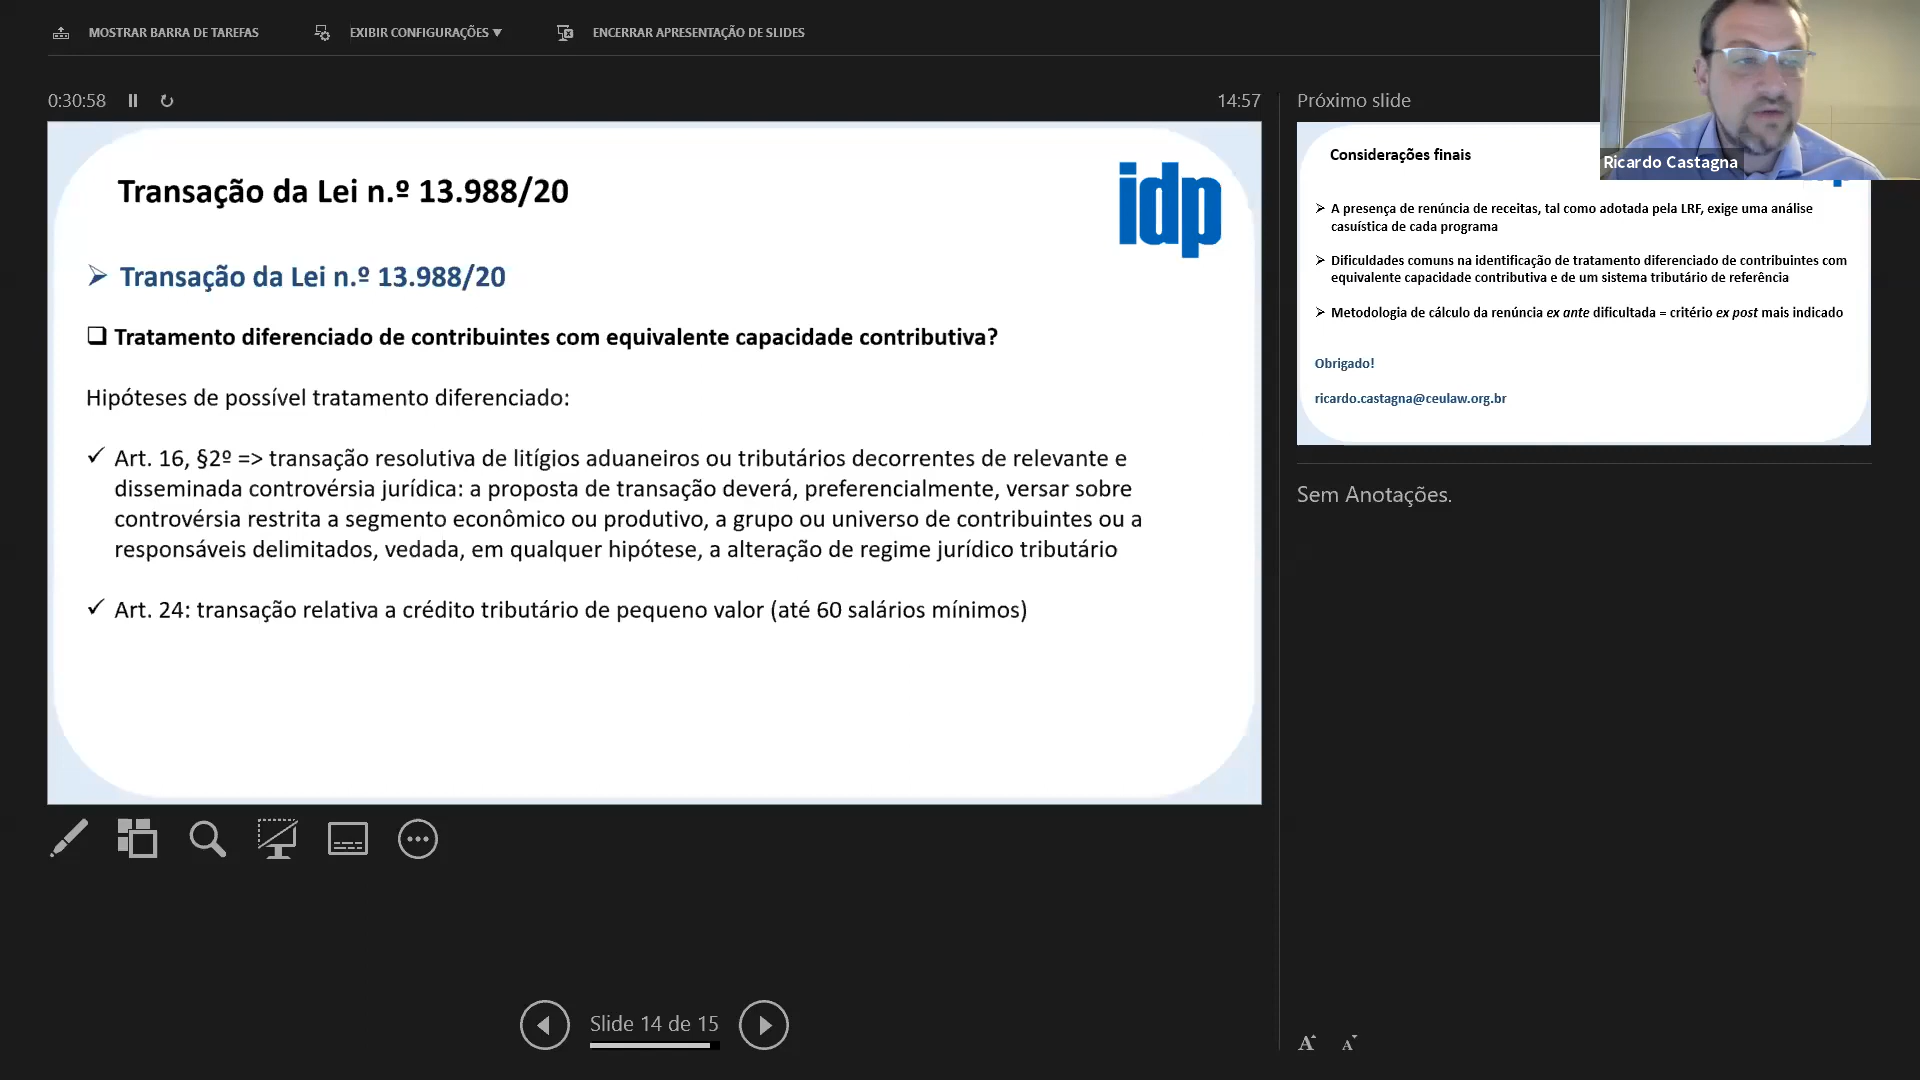 MOSTRAR BARRA DE TAREFAS
EXIBIR CONFIGURAÇÕES ▼
ENCERRAR APRESENTAÇÃO DE SLIDES
0:30:58
14:57
Transação da Lei n.º 13.988/20
idp
➢ Transação da Lei n.º 13.988/20
❑ Tratamento diferenciado de contribuintes com equivalente capacidade contributiva?
Hipóteses de possível tratamento diferenciado:
✓ Art. 16, §2º => transação resolutiva de litígios aduaneiros ou tributários decorrentes de relevante e
disseminada controvérsia jurídica: a proposta de transação deverá, preferencialmente, versar sobre
controvérsia restrita a segmento econômico ou produtivo, a grupo ou universo de contribuintes ou a
responsáveis delimitados, vedada, em qualquer hipótese, a alteração de regime jurídico tributário
✓ Art. 24: transação relativa a crédito tributário de pequeno valor (até 60 salários mínimos)
Slide 14 de 15
Próximo slide
Ricardo Castagna
Considerações finais
➢ A presença de renúncia de receitas, tal como adotada pela LRF, exige uma análise
casuística de cada programa
➢ Dificuldades comuns na identificação de tratamento diferenciado de contribuintes com
equivalente capacidade contributiva e de um sistema tributário de referência
➢ Metodologia de cálculo da renúncia ex ante dificultada = critério ex post mais indicado
Obrigado!
ricardo.castagna@ceulaw.org.br
Sem Anotações.
A A